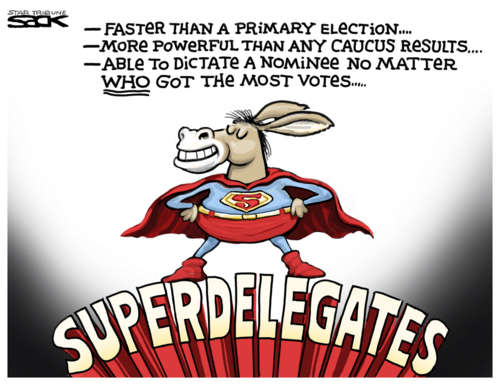 STAR TRIBUNE
SACK
—FASTER THAN A PRIMARY ELECTION....
—MORE POWERFUL THAN ANY CAUCUS RESULTS....
—ABLE TO DICTATE A NOMINEE NO MATTER
WHO GOT THE MOST VOTES.....
S
SUPERDELEGATES